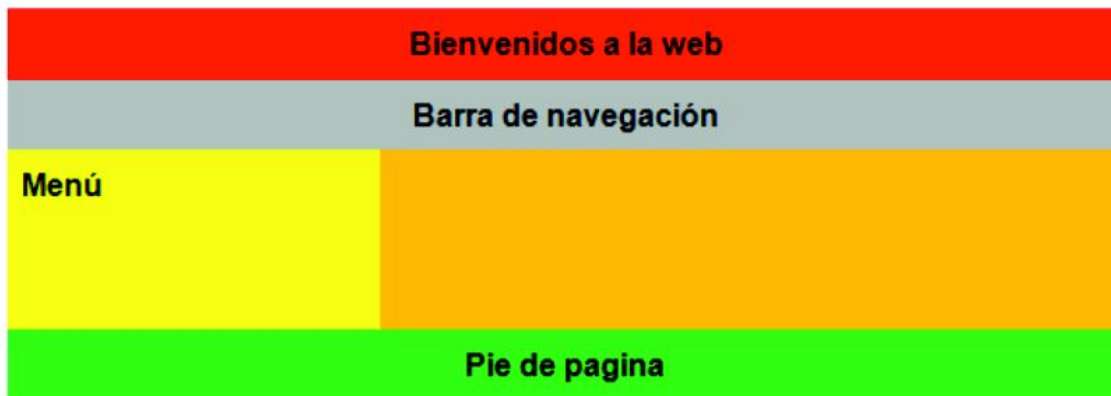 Bienvenidos a la web
Barra de navegación
Menú
Pie de pagina